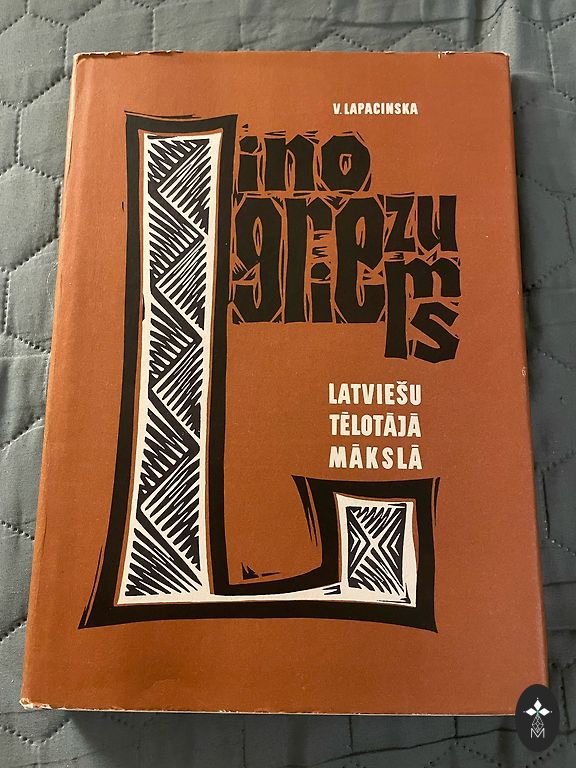 V. LAPACINSKA
Lino
griezums
LATVIEŠU
TĒLOTĀJĀ
MĀKSLĀ
M